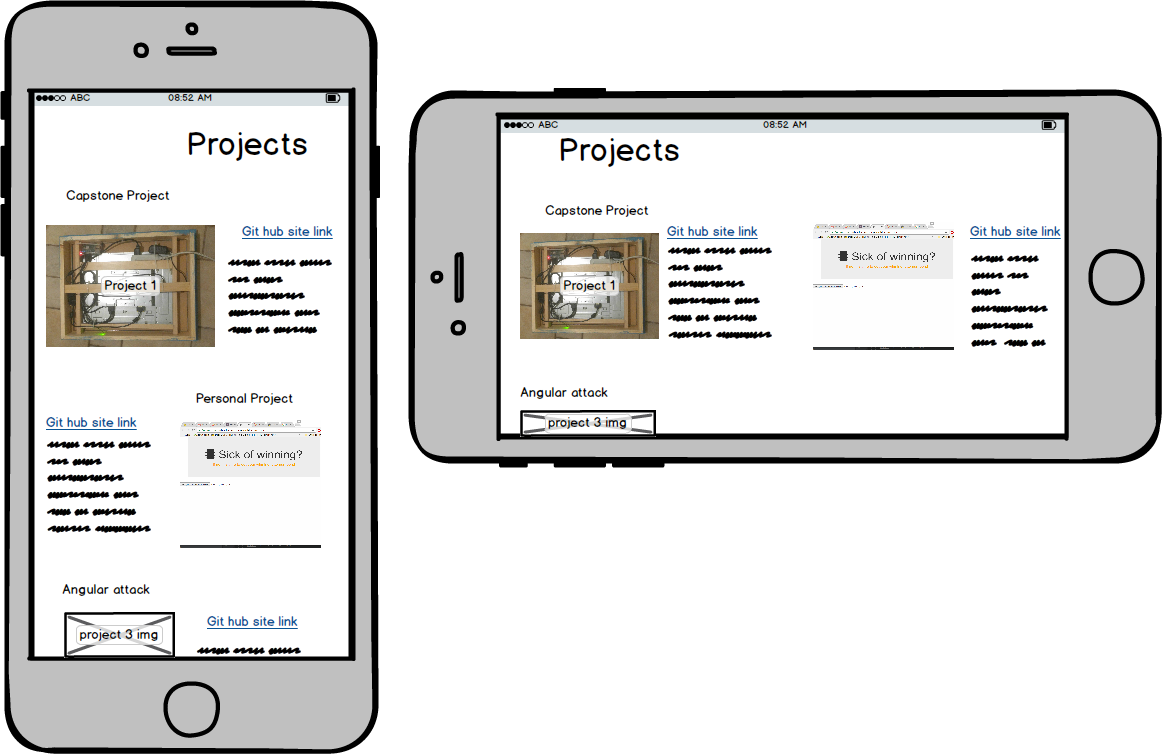 ABC 08:52 AM
Projects
Capstone Project
Project 1
Git hub site link
Personal Project
Git hub site link
Sick of winning?
Angular attack
project 3 img
Git hub site link
ABC 08:52 AM
Projects
Capstone Project
Project 1
Git hub site link
Sick of winning?
Git hub site link
Angular attack
project 3 img